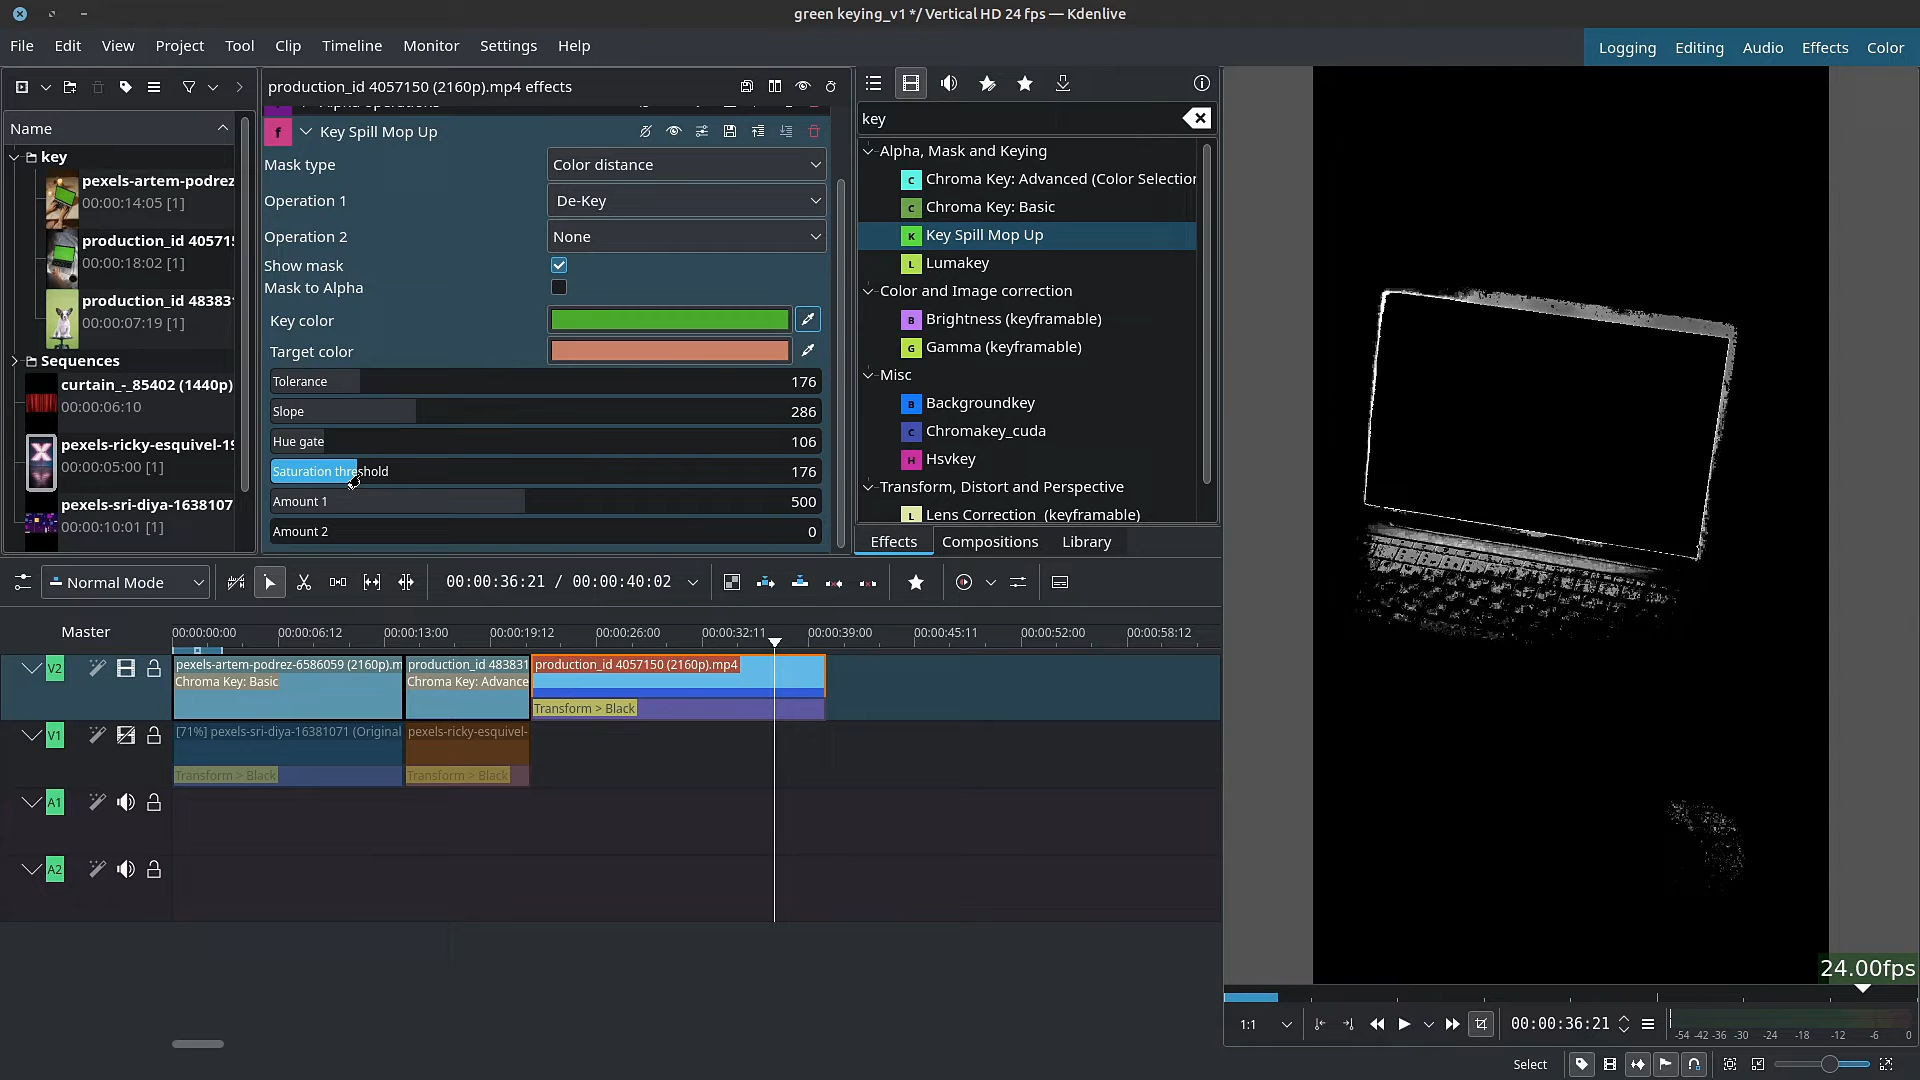 green keying_v1 */ Vertical HD 24 fps — Kdenlive
File Edit View Project Tool Clip Timeline Monitor Settings Help
Logging Editing Audio Effects Color
Name
key
pexels-artem-podrez
00:00:14:05 [1]
production_id 40571
00:00:18:02 [1]
production_id 48383
00:00:07:19 [1]
Sequences
curtain_-_85402 (1440p)
00:00:06:10
pexels-ricky-esquivel-19
00:00:05:00 [1]
pexels-sri-diya-1638107
00:00:10:01 [1]
production_id 4057150 (2160p).mp4 effects
f Key Spill Mop Up
Mask type Color distance
Operation 1 De-Key
Operation 2 None
Show mask
Mask to Alpha
Key color
Target color
Tolerance 176
Slope 286
Hue gate 106
Saturation threshold 176
Amount 1 500
Amount 2 0
key
Alpha, Mask and Keying
C Chroma Key: Advanced (Color Selection
C Chroma Key: Basic
K Key Spill Mop Up
L Lumakey
Color and Image correction
B Brightness (keyframable)
G Gamma (keyframable)
Misc
B Backgroundkey
C Chromakey_cuda
H Hsvkey
Transform, Distort and Perspective
L Lens Correction (keyframable)
Effects Compositions Library
Normal Mode 00:00:36:21 / 00:00:40:02
Master
00:00:00:00 00:00:06:12 00:00:13:00 00:00:19:12 00:00:26:00 00:00:32:11 00:00:39:00 00:00:45:11 00:00:52:00 00:00:58:12
V2 pexels-artem-podrez-6586059 (2160p).m production_id 483831 production_id 4057150 (2160p).mp4
Chroma Key: Basic Chroma Key: Advance
Transform > Black
V1 [71%] pexels-sri-diya-16381071 (Original pexels-ricky-esquivel-
Transform > Black Transform > Black
A1
A2
24.00fps
1:1 00:00:36:21
-54 -42 -36 -30 -24 -18 -12 -6 0
Select